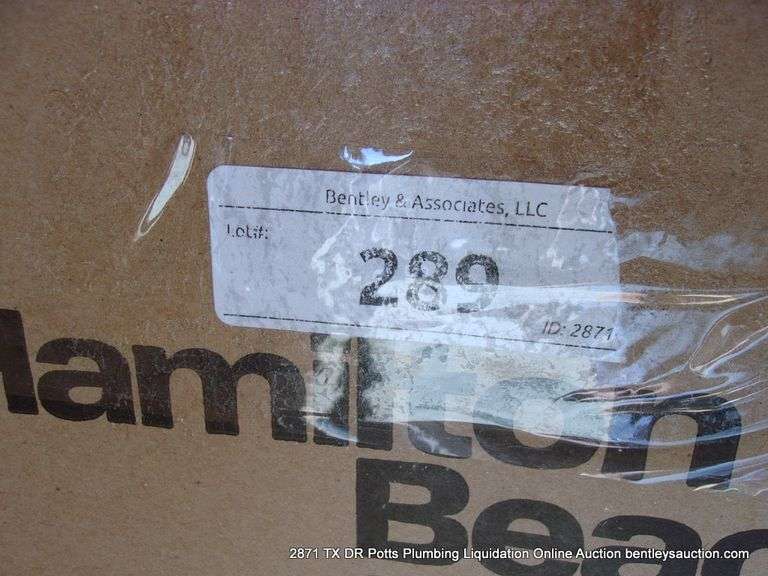 Bentley & Associates, LLC
Lot#:
289
ID: 2871
Hamilton
Beac
2871 TX DR Potts Plumbing Liquidation Online Auction bentleysauction.com